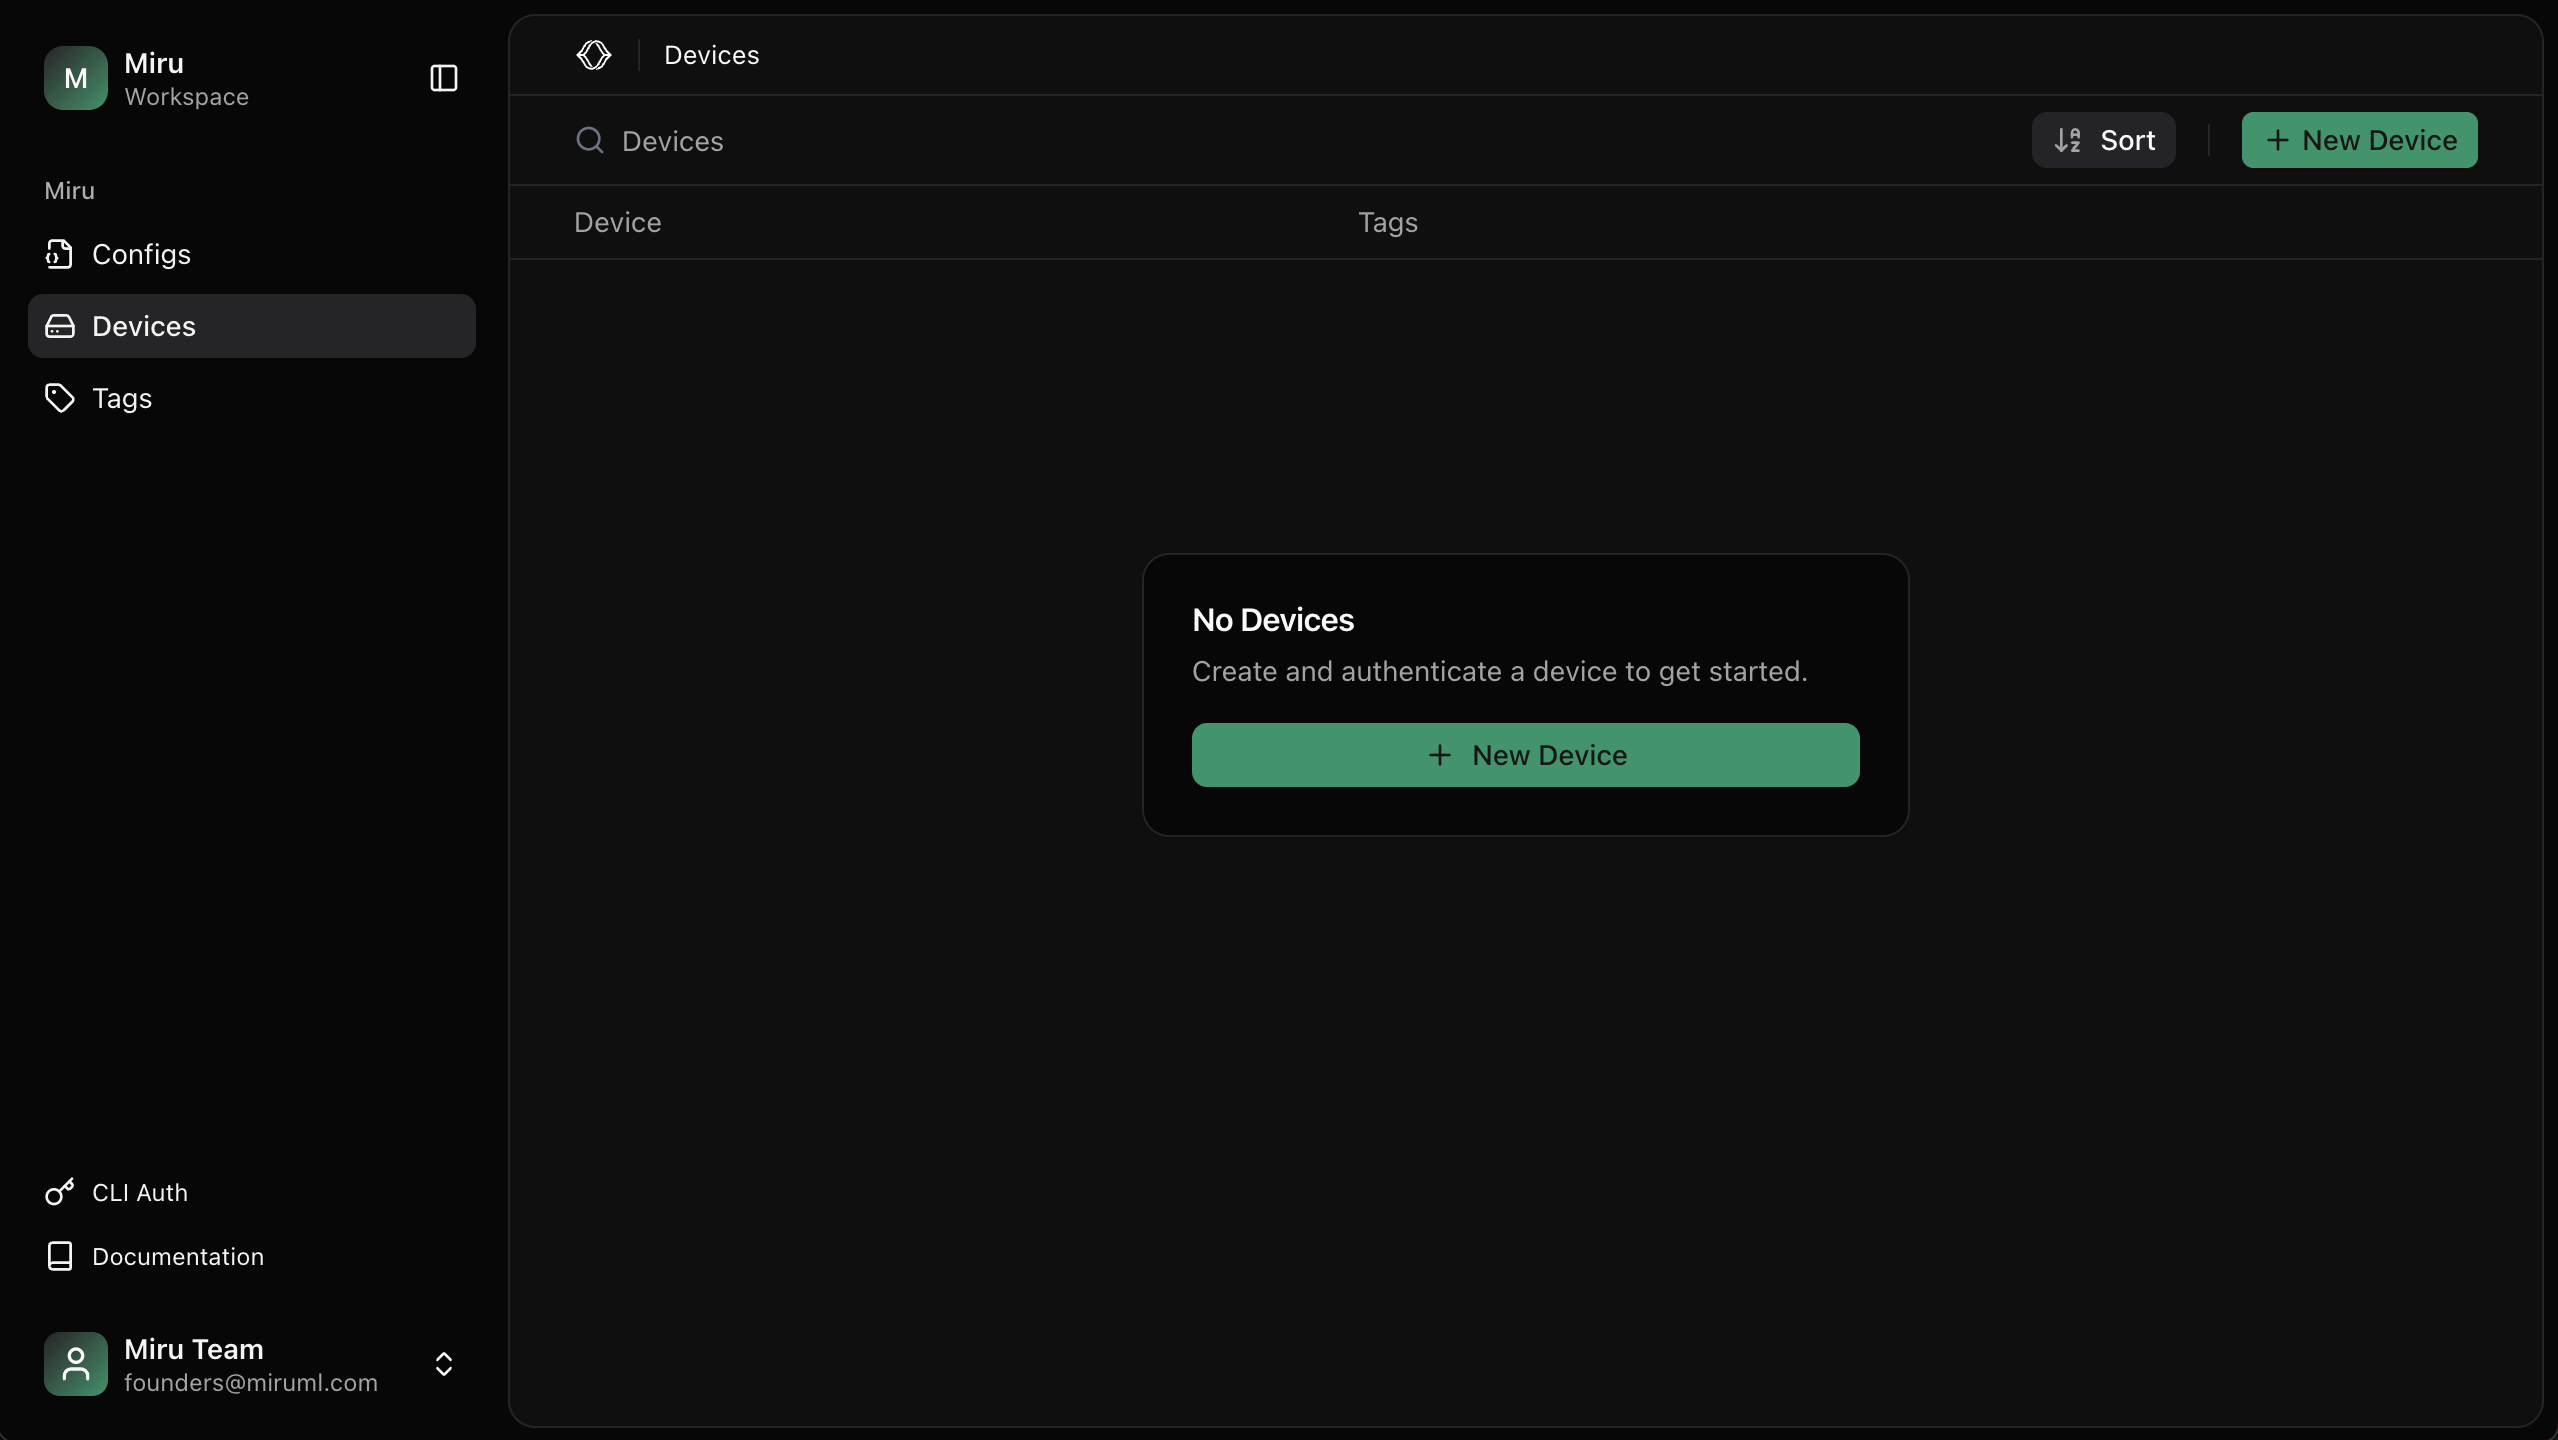 M
Miru
Workspace
Miru
Configs
Devices
Tags
CLI Auth
Documentation
Miru Team
founders@miruml.com
Devices
Devices
Sort
New Device
Device
Tags
No Devices
Create and authenticate a device to get started.
New Device